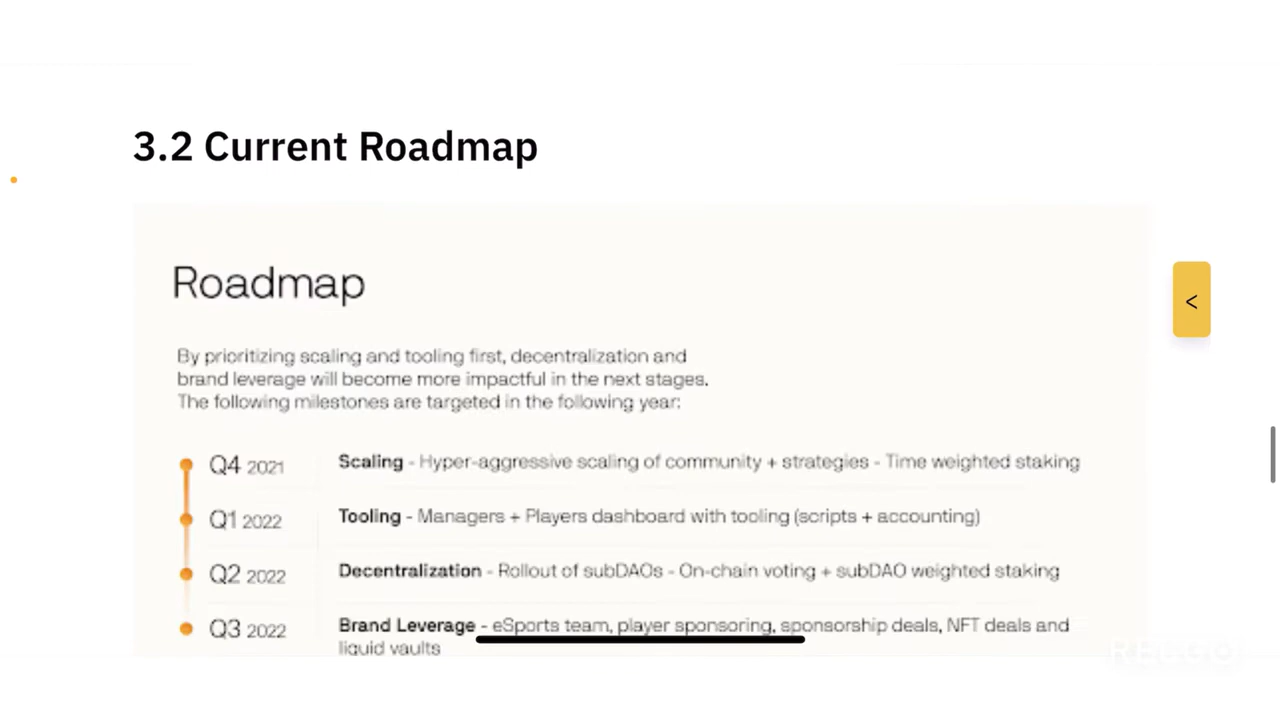 3.2 Current Roadmap
<
Roadmap
By prioritizing scaling and tooling first, decentralization and
brand leverage will become more impactful in the next stages.
The following milestones are targeted in the following year:
Q4 2021 Scaling - Hyper-aggressive scaling of community + strategies - Time weighted staking
Q1 2022 Tooling - Managers + Players dashboard with tooling (scripts + accounting)
Q2 2022 Decentralization - Rollout of subDAOs - On-chain voting + subDAO weighted staking
Q3 2022 Brand Leverage - eSports team, player sponsoring, sponsorship deals, NFT deals and
liquid vaults